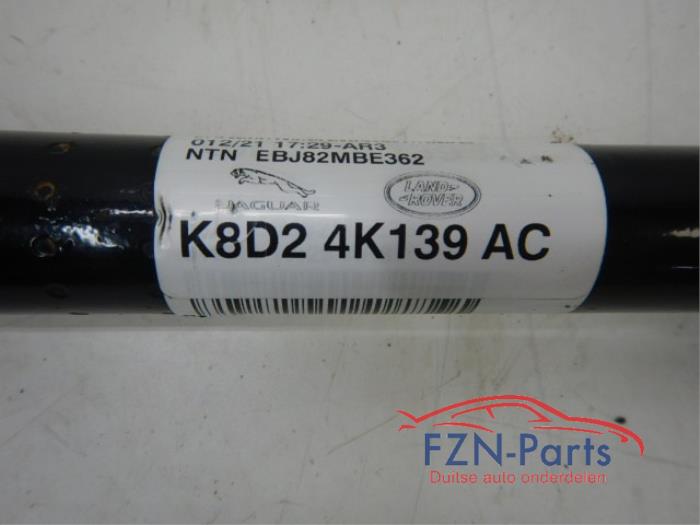 012/21 17:29-AR3
NTN EBJ82MBE362
JAGUAR
LAND-
ROVER
K8D2 4K139 AC
FZN-Parts
Duitse auto onderdelen